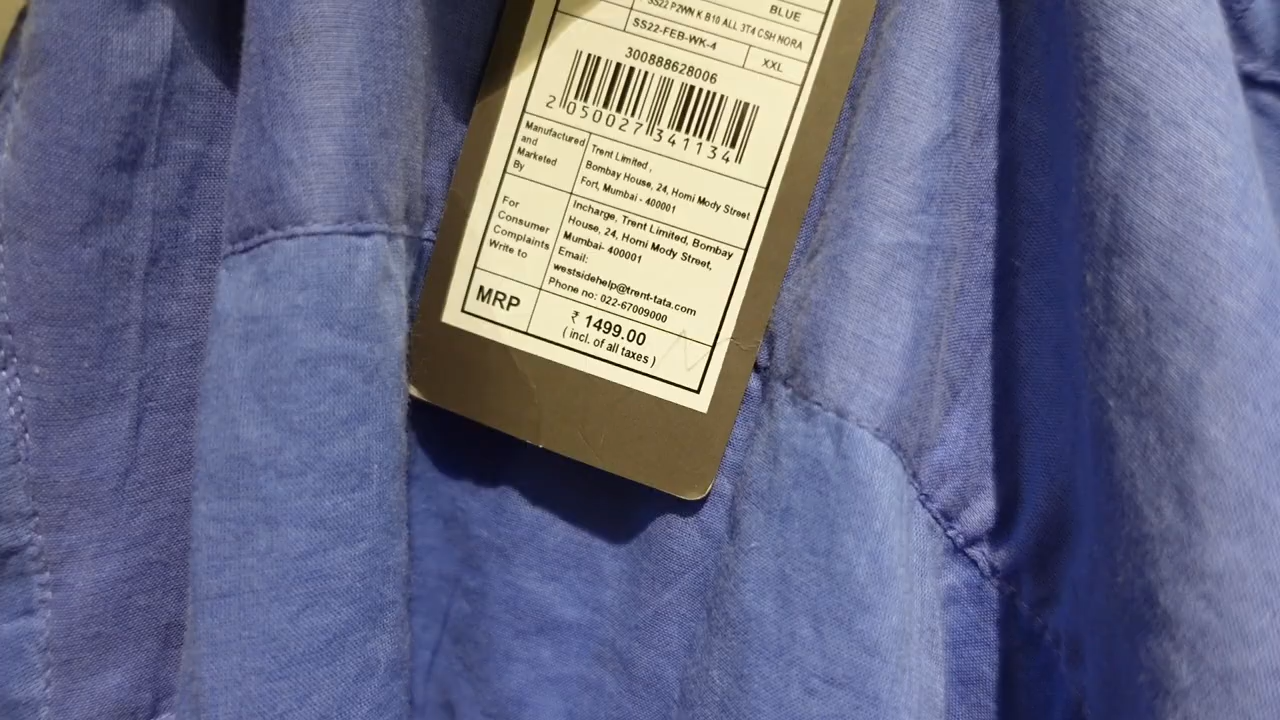 BLUE
SS22 P2WN K B10 ALL 3T4 CSH NORA
SS22-FEB-WK-4
XXL
300888628006
2 050027 341134
Manufactured
and
Marketed
By
Trent Limited ,
Bombay House, 24, Homi Mody Street
Fort, Mumbai - 400001
For
Consumer
Complaints
Write to
Incharge, Trent Limited, Bombay
House, 24, Homi Mody Street,
Mumbai- 400001
Email:
westsidehelp@trent-tata.com
Phone no: 022-67009000
MRP
₹ 1499.00
( incl. of all taxes )